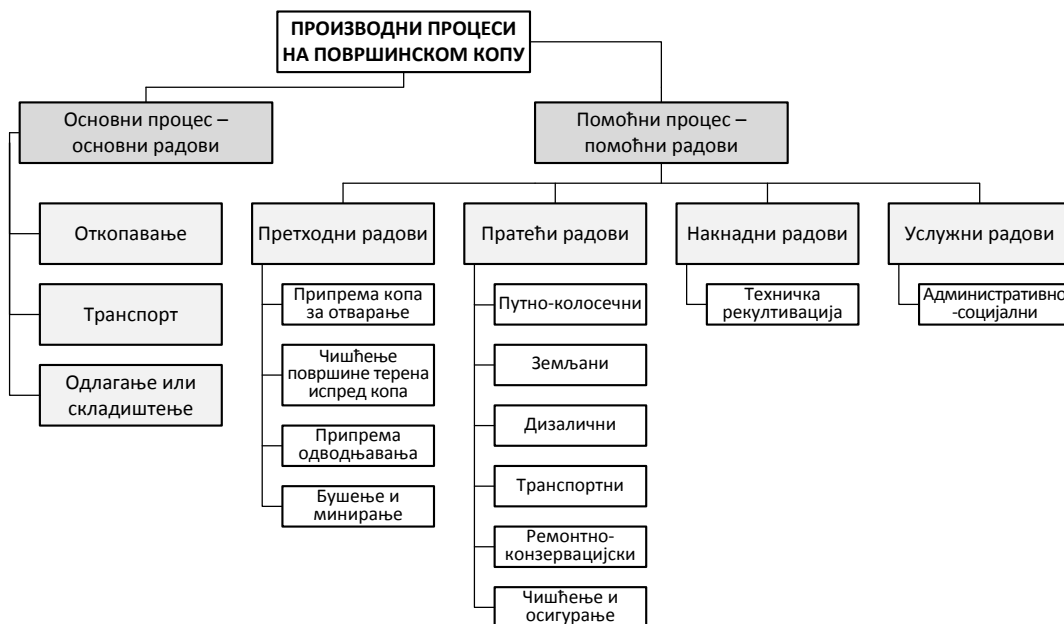 ПРОИЗВОДНИ ПРОЦЕСИ
НА ПОВРШИНСКОМ КОПУ
Основни процес –
основни радови
Помоћни процес –
помоћни радови
Откопавање
Транспорт
Одлагање или
складиштење
Претходни радови
Припрема копа
за отварање
Чишћење
површине терена
испред копа
Припрема
одводњавања
Бушење и
минирање
Пратећи радови
Путно-колосечни
Земљани
Дизалични
Транспортни
Ремонтно-
конзервацијски
Чишћење и
осигурање
Накнадни радови
Техничка
рекултивација
Услужни радови
Административно
-социјални